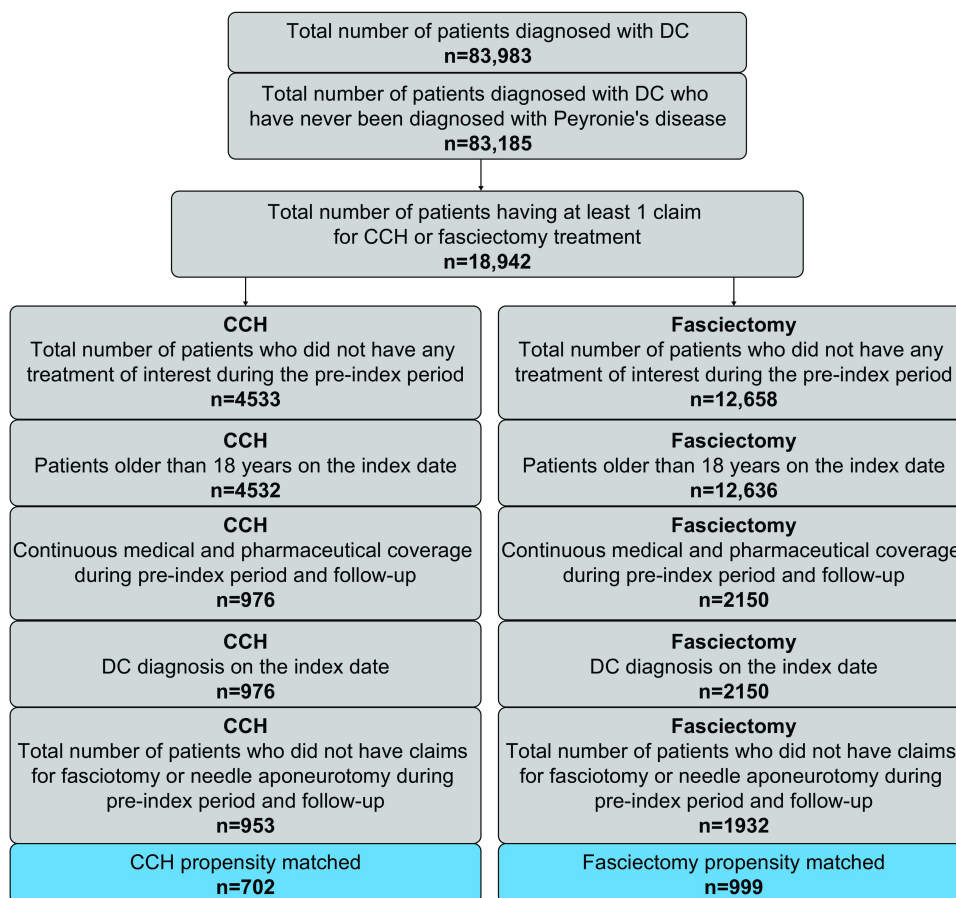 Total number of patients diagnosed with DC
n=83,983
Total number of patients diagnosed with DC who
have never been diagnosed with Peyronie's disease
n=83,185
Total number of patients having at least 1 claim
for CCH or fasciectomy treatment
n=18,942
CCH
Total number of patients who did not have any
treatment of interest during the pre-index period
n=4533
CCH
Patients older than 18 years on the index date
n=4532
CCH
Continuous medical and pharmaceutical coverage
during pre-index period and follow-up
n=976
CCH
DC diagnosis on the index date
n=976
CCH
Total number of patients who did not have claims
for fasciotomy or needle aponeurotomy during
pre-index period and follow-up
n=953
CCH propensity matched
n=702
Fasciectomy
Total number of patients who did not have any
treatment of interest during the pre-index period
n=12,658
Fasciectomy
Patients older than 18 years on the index date
n=12,636
Fasciectomy
Continuous medical and pharmaceutical coverage
during pre-index period and follow-up
n=2150
Fasciectomy
DC diagnosis on the index date
n=2150
Fasciectomy
Total number of patients who did not have claims
for fasciotomy or needle aponeurotomy during
pre-index period and follow-up
n=1932
Fasciectomy propensity matched
n=999